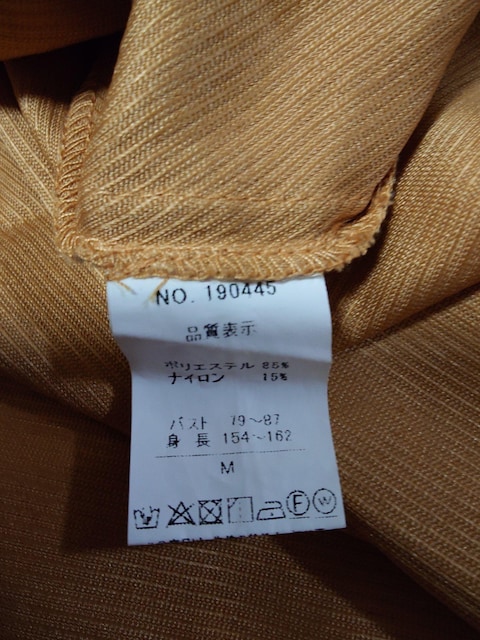 NO. 190445
品質表示
ポリエステル 85%
ナイロン 15%
バスト 79～87
身長 154～162
M
F W